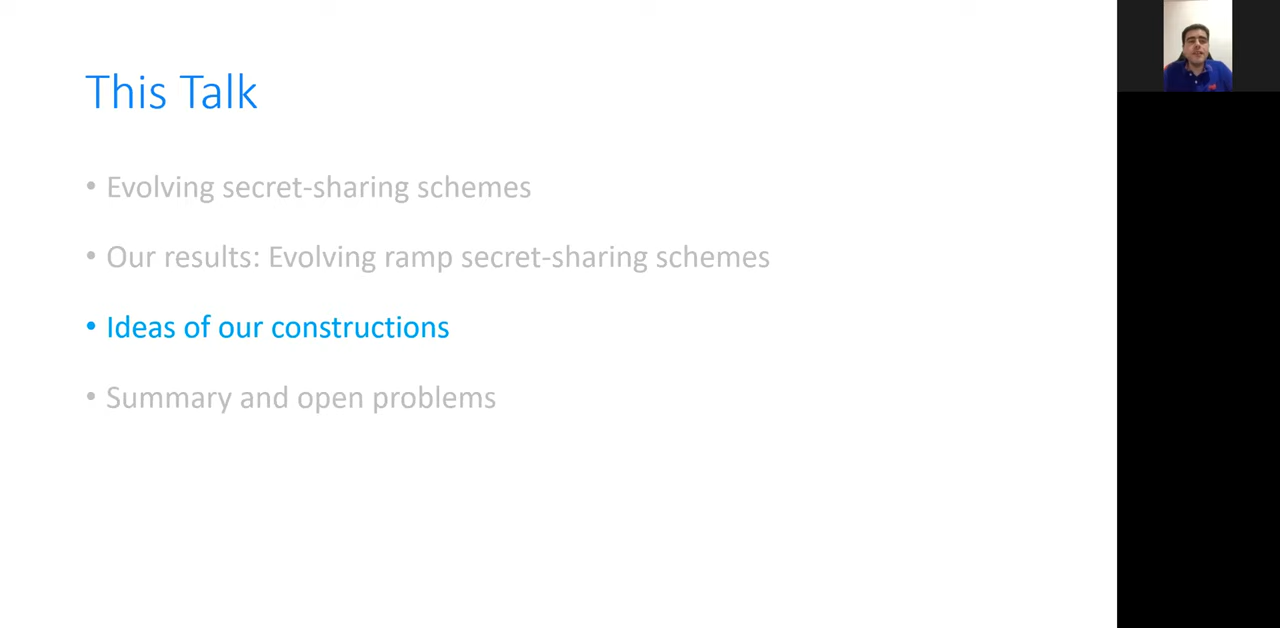 This Talk
• Evolving secret-sharing schemes
• Our results: Evolving ramp secret-sharing schemes
• Ideas of our constructions
• Summary and open problems